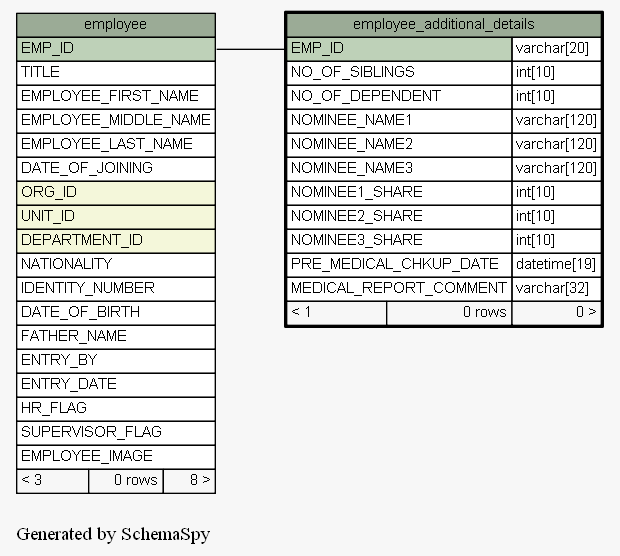 employee
EMP_ID
TITLE
EMPLOYEE_FIRST_NAME
EMPLOYEE_MIDDLE_NAME
EMPLOYEE_LAST_NAME
DATE_OF_JOINING
ORG_ID
UNIT_ID
DEPARTMENT_ID
NATIONALITY
IDENTITY_NUMBER
DATE_OF_BIRTH
FATHER_NAME
ENTRY_BY
ENTRY_DATE
HR_FLAG
SUPERVISOR_FLAG
EMPLOYEE_IMAGE
< 3 0 rows 8 >
employee_additional_details
EMP_ID varchar[20]
NO_OF_SIBLINGS int[10]
NO_OF_DEPENDENT int[10]
NOMINEE_NAME1 varchar[120]
NOMINEE_NAME2 varchar[120]
NOMINEE_NAME3 varchar[120]
NOMINEE1_SHARE int[10]
NOMINEE2_SHARE int[10]
NOMINEE3_SHARE int[10]
PRE_MEDICAL_CHKUP_DATE datetime[19]
MEDICAL_REPORT_COMMENT varchar[32]
< 1 0 rows 0 >
Generated by SchemaSpy